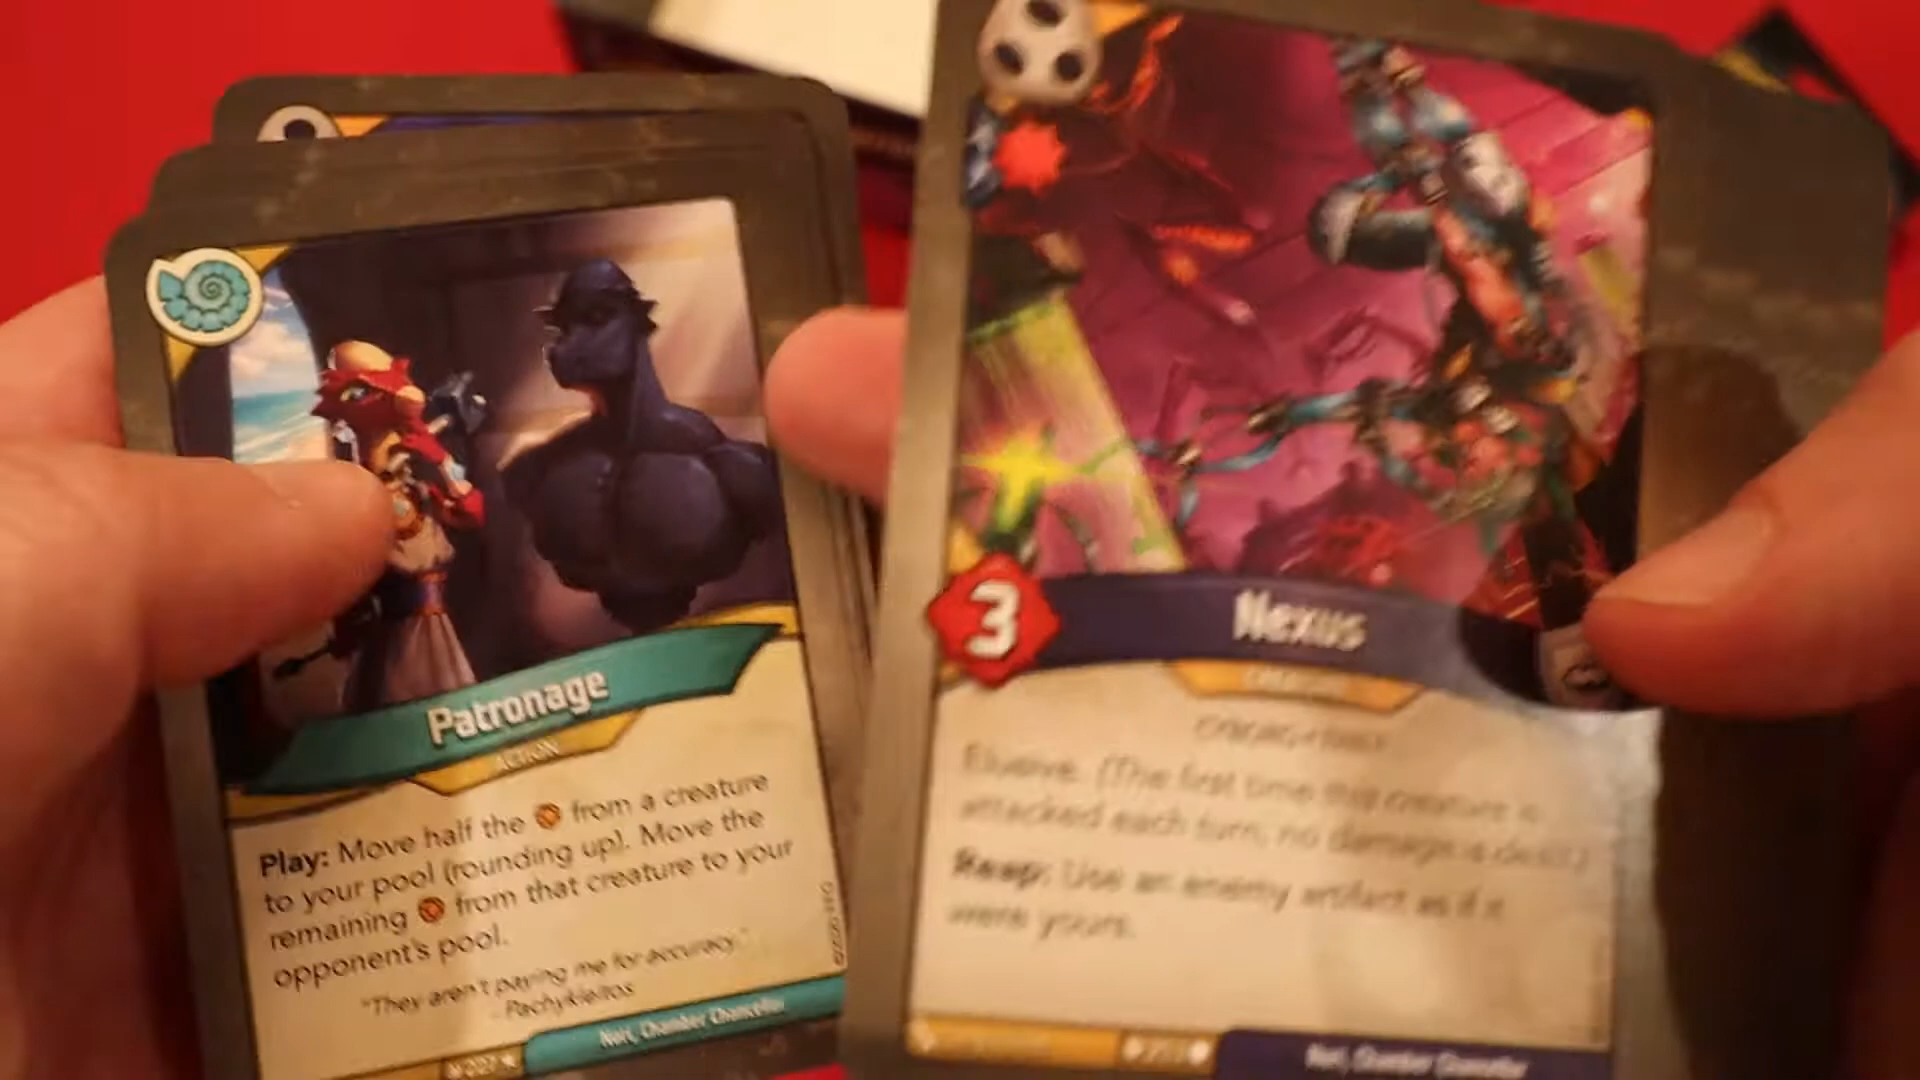 Patronage
ACTION
Play: Move half the from a creature
to your pool (rounding up). Move the
remaining from that creature to your
opponent's pool.
"They aren't paying me for accuracy."
Nori, Chamber Chancellor
3
Nexus
CREATURE
Elusive. (The first time this creature is
attacked each turn, no damage is dealt.)
Reap: Use an enemy artifact as if it
were yours.
Nori, Chamber Chancellor